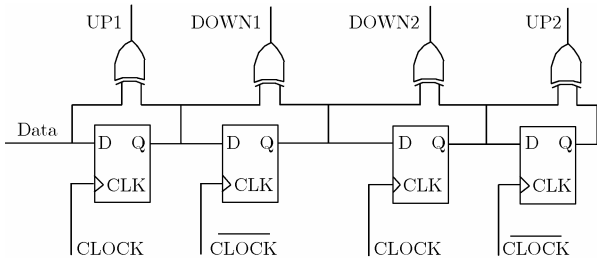 UP1 DOWN1 DOWN2 UP2
Data
D Q D Q D Q D Q
CLK CLK CLK CLK
CLOCK CLOCK CLOCK CLOCK